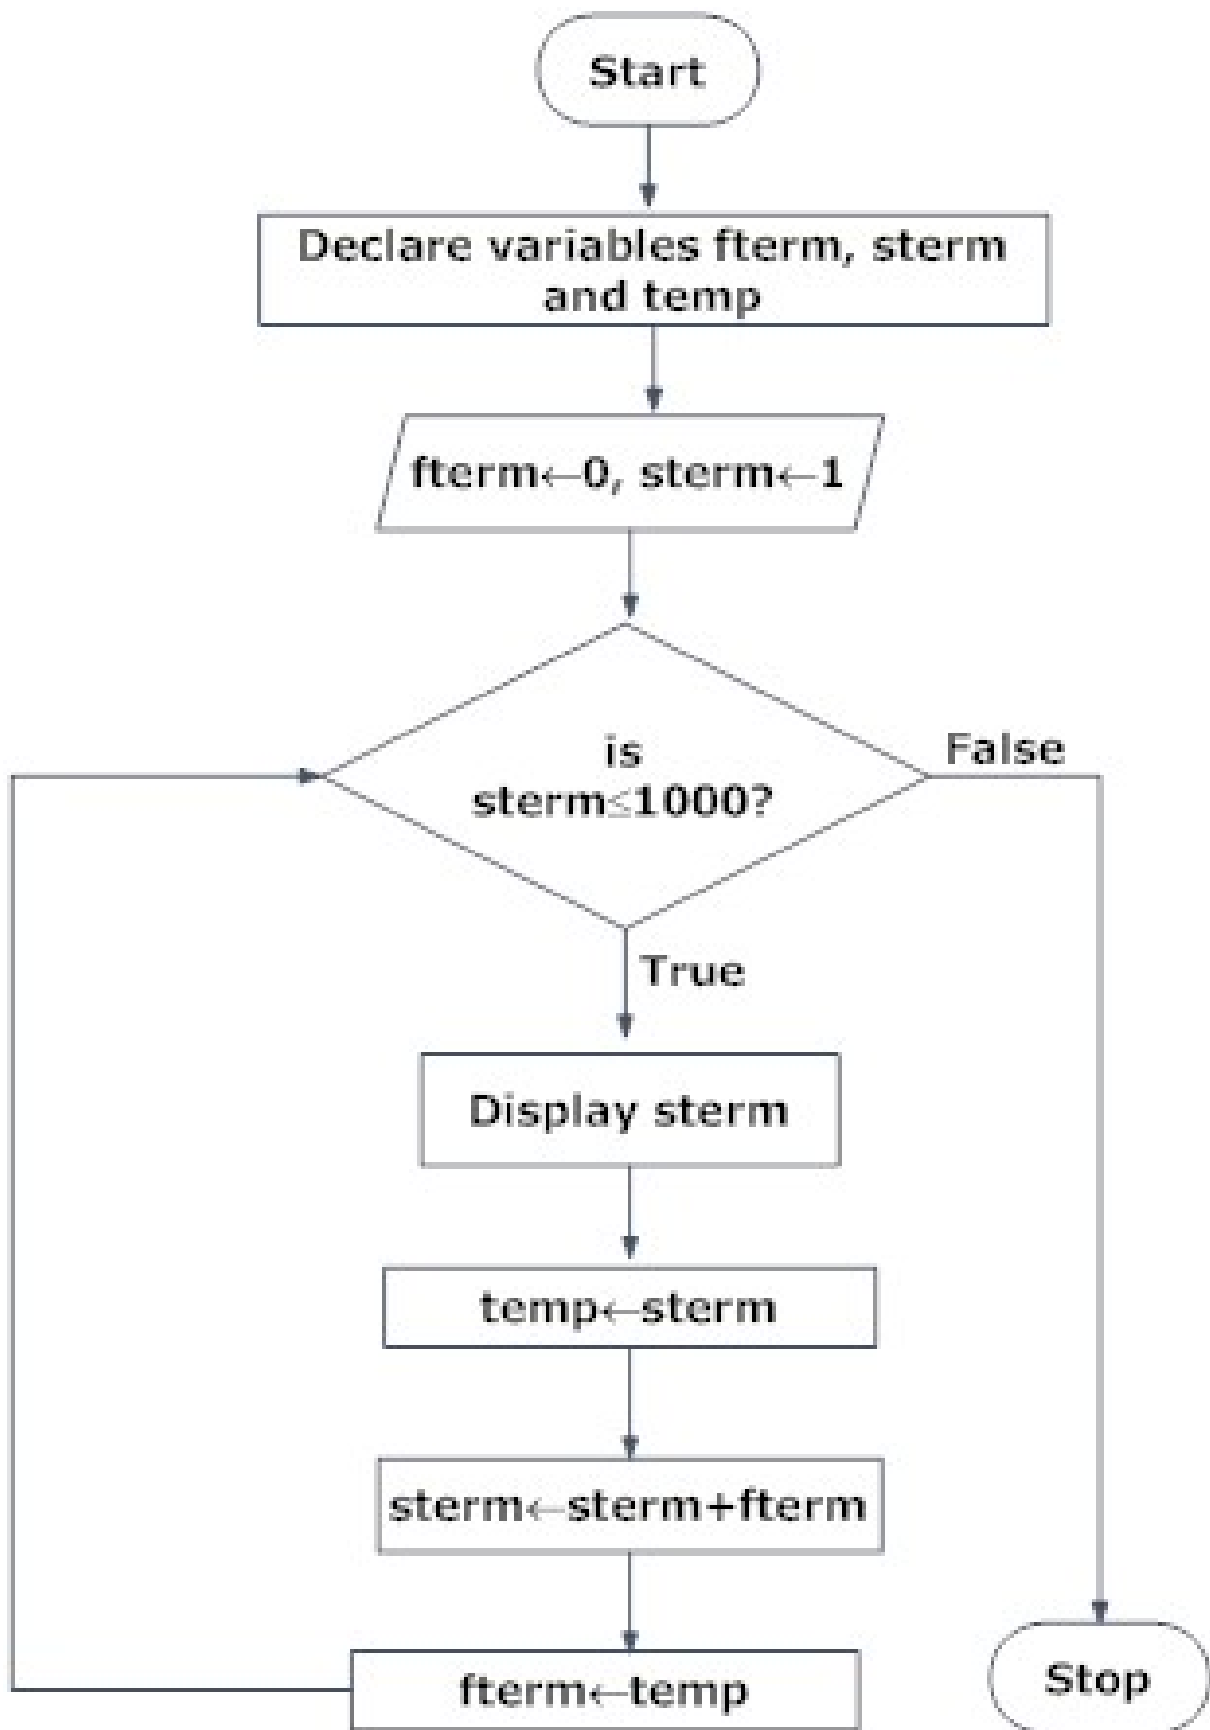 Start
Declare variables fterm, sterm
and temp
fterm←0, sterm←1
is
sterm≤1000?
False
True
Display sterm
temp←sterm
sterm←sterm+fterm
fterm←temp
Stop